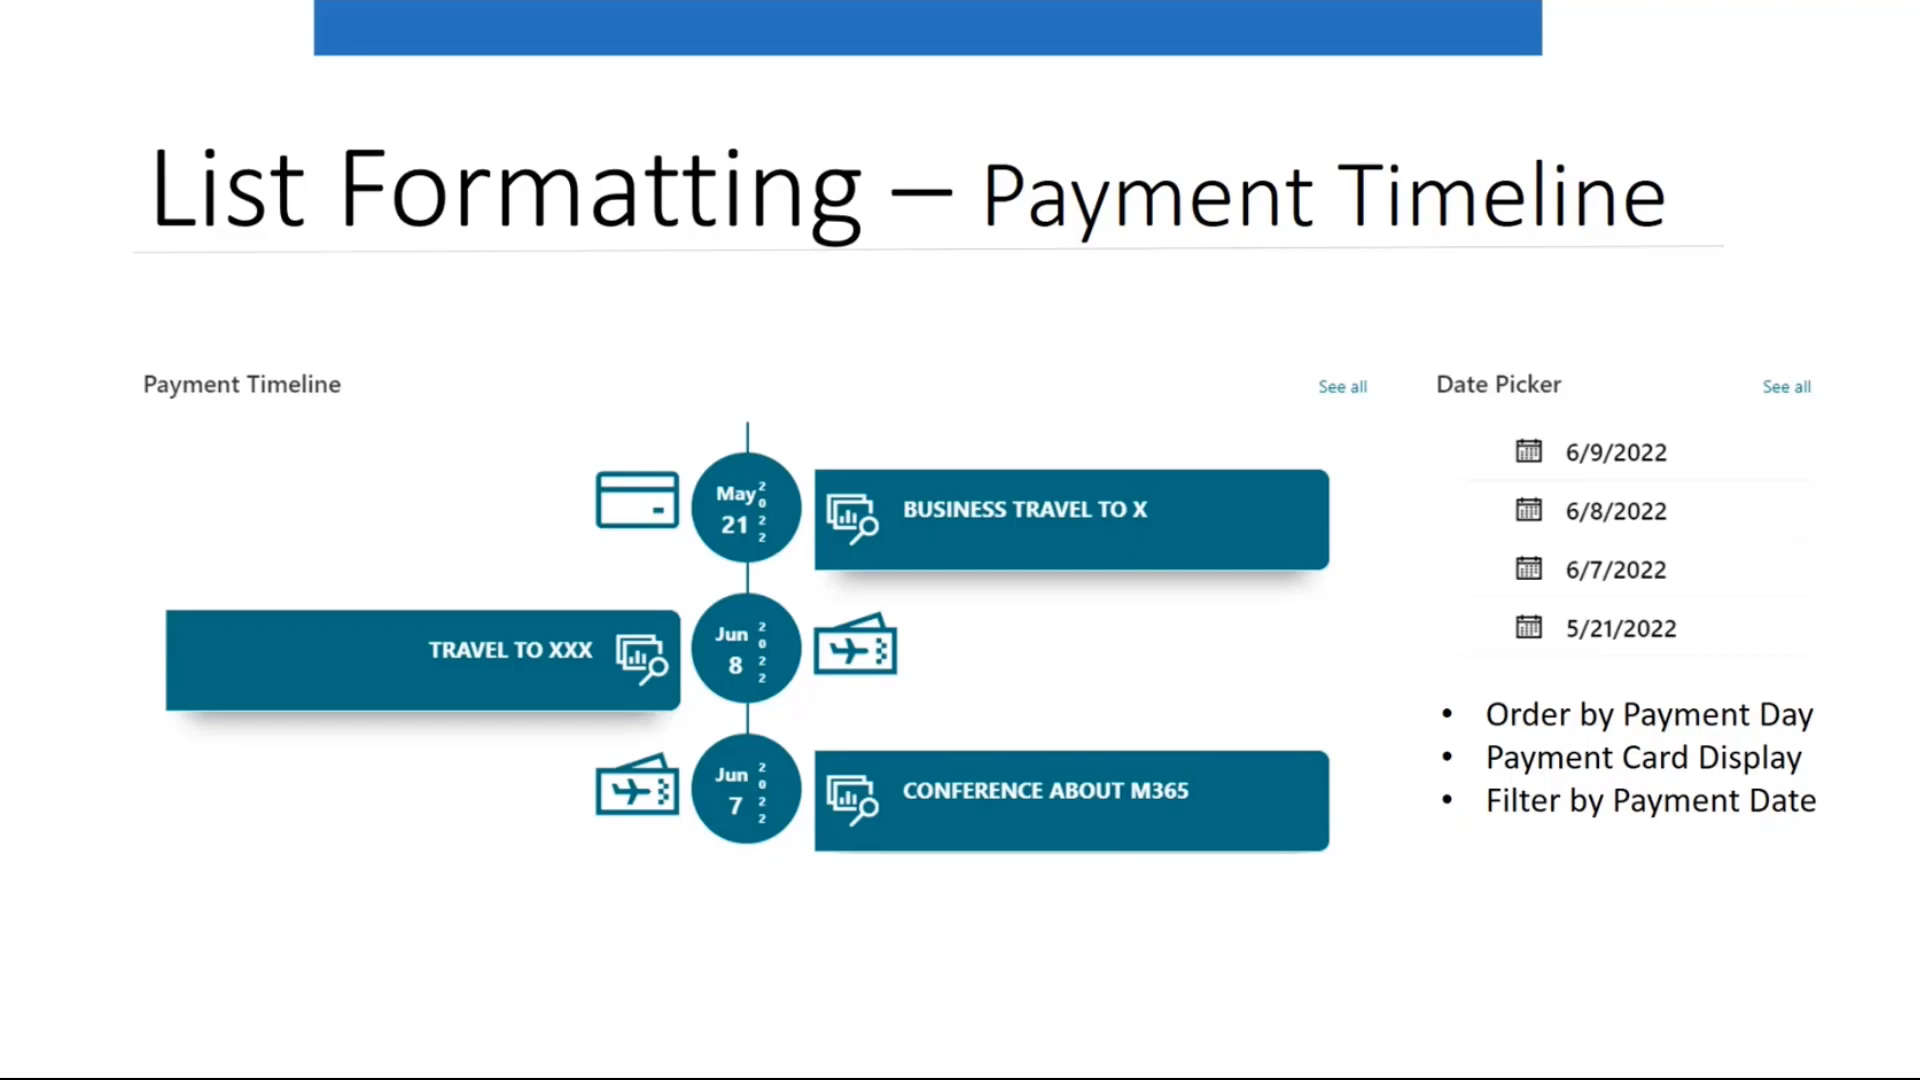 List Formatting – Payment Timeline
Payment Timeline
See all
May 21 2022
BUSINESS TRAVEL TO X
TRAVEL TO XXX
Jun 8 2022
Jun 7 2022
CONFERENCE ABOUT M365
Date Picker
See all
6/9/2022
6/8/2022
6/7/2022
5/21/2022
• Order by Payment Day
• Payment Card Display
• Filter by Payment Date